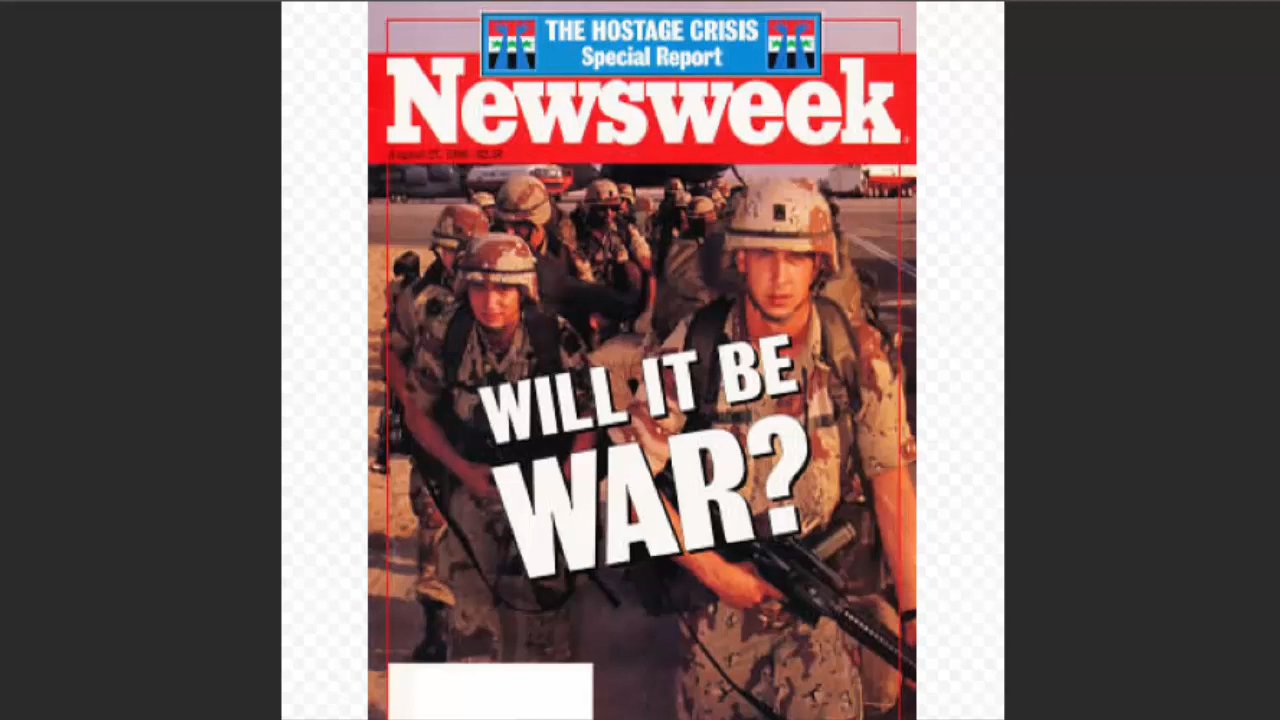 THE HOSTAGE CRISIS
Special Report
Newsweek
WILL IT BE
WAR?